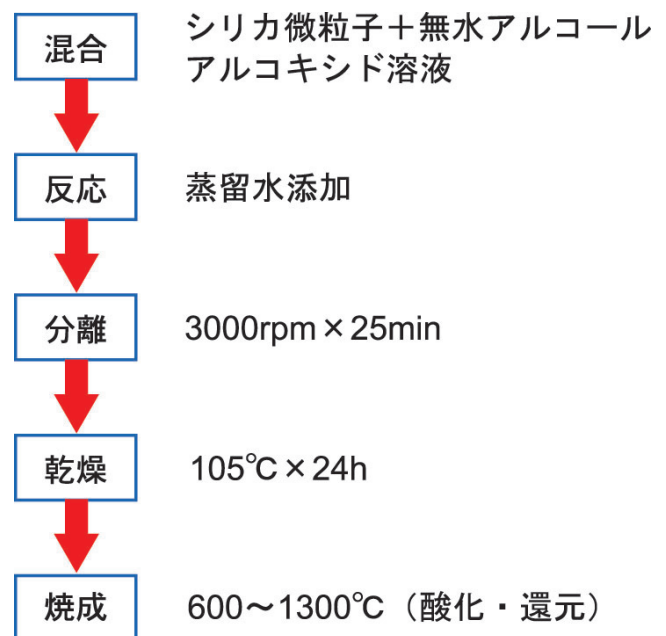 混合
シリカ微粒子＋無水アルコール
アルコキシド溶液
反応
蒸留水添加
分離
3000rpm×25min
乾燥
105℃×24h
焼成
600～1300℃（酸化・還元）